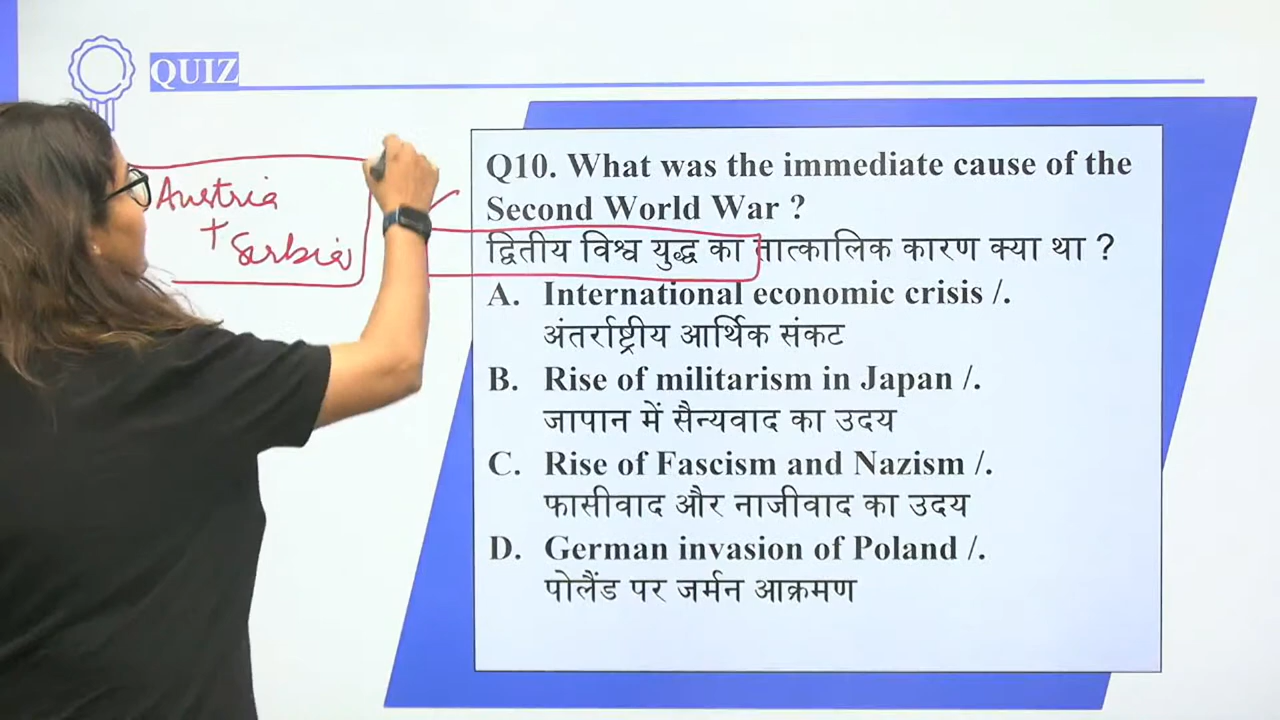 QUIZ
Austria
+ Serbia
Q10. What was the immediate cause of the
Second World War ?
द्वितीय विश्व युद्ध का तात्कालिक कारण क्या था ?
A. International economic crisis /.
अंतर्राष्ट्रीय आर्थिक संकट
B. Rise of militarism in Japan /.
जापान में सैन्यवाद का उदय
C. Rise of Fascism and Nazism /.
फासीवाद और नाजीवाद का उदय
D. German invasion of Poland /.
पोलैंड पर जर्मन आक्रमण